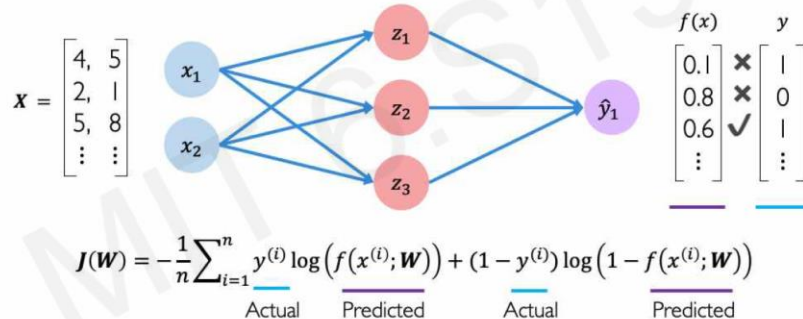 f(x) y
X = [4, 5
2, 1
5, 8
⋮ ⋮]
x₁
x₂
z₁
z₂
z₃
ŷ₁
[0.1
0.8
0.6
⋮]
✖
✖
✓
[1
0
1
⋮]
J(W) = −1/n ∑ᵢ₌₁ⁿ y⁽ⁱ⁾ log(f(x⁽ⁱ⁾; W)) + (1 − y⁽ⁱ⁾) log(1 − f(x⁽ⁱ⁾; W))
Actual Predicted Actual Predicted